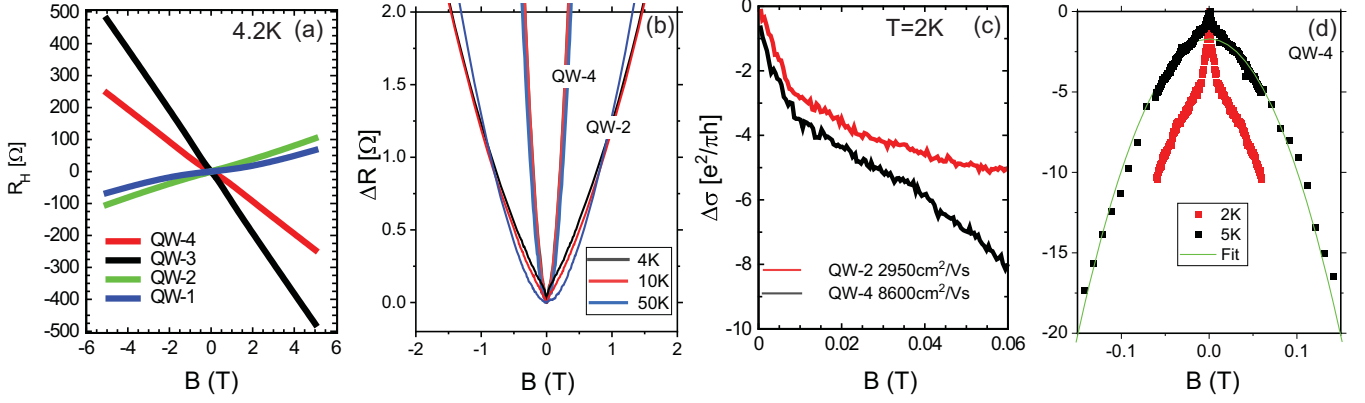 500
400
300
200
100
0
-100
-200
-300
-400
-500
R_H [Ω]
4.2K (a)
QW-4
QW-3
QW-2
QW-1
-6 -4 -2 0 2 4 6
B (T)
2.0
1.5
1.0
0.5
0.0
ΔR [Ω]
(b)
QW-4
QW-2
4K
10K
50K
-2 -1 0 1 2
B (T)
0
-2
-4
-6
-8
-10
Δσ [e²/πh]
T=2K (c)
QW-2 2950cm²/Vs
QW-4 8600cm²/Vs
0 0.02 0.04 0.06
B (T)
0
-5
-10
-15
-20
(d)
QW-4
2K
5K
Fit
-0.1 0.0 0.1
B (T)